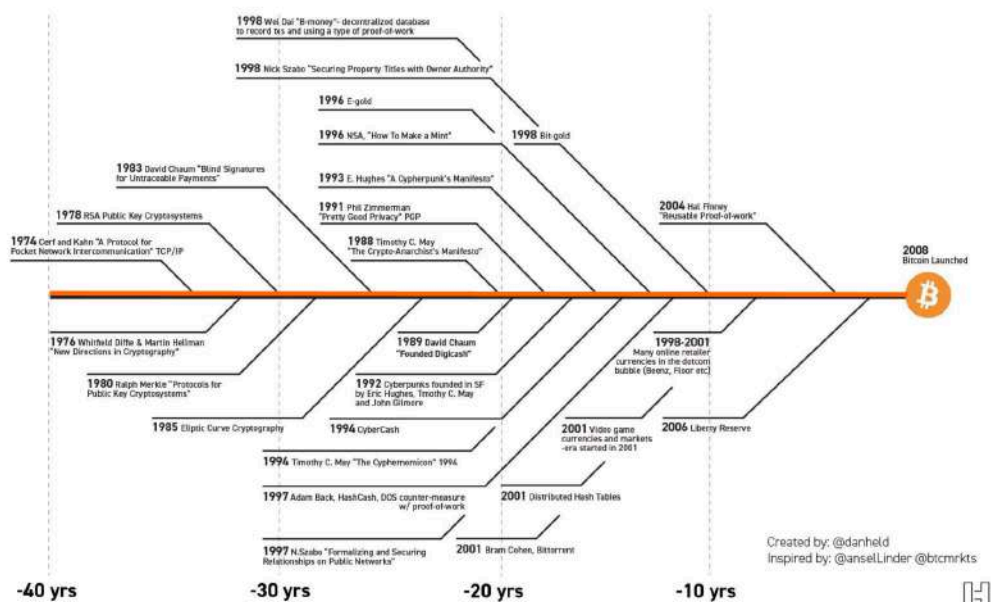 1998 Wei Dai "B-money"- decentralized database
to record txs and using a type of proof-of-work
1998 Nick Szabo "Securing Property Titles with Owner Authority"
1996 E-gold
1996 NSA, "How To Make a Mint"
1998 Bit-gold
1983 David Chaum "Blind Signatures
for Untraceable Payments"
1993 E. Hughes "A Cypherpunk's Manifesto"
1991 Phil Zimmerman
"Pretty Good Privacy" PGP
2004 Hal Finney
"Reusable Proof-of-work"
1978 RSA Public Key Cryptosystems
1974 Cerf and Kahn "A Protocol for
Pocket Network Intercommunication" TCP/IP
1988 Timothy C. May
"The Crypto-Anarchist's Manifesto"
2008
Bitcoin Launched
1976 Whitfield Diffe & Martin Hellman
"New Directions in Cryptography"
1989 David Chaum
"Founded Digicash"
1998-2001
Many online retailer
currencies in the dotcom
bubble (Beenz, Floor etc)
1980 Ralph Merkle "Protocols for
Public Key Cryptosystems"
1992 Cyberpunks founded in SF
by Eric Hughes, Timothy C. May
and John Gilmore
1985 Eliptic Curve Cryptography
1994 CyberCash
2001 Video game
currencies and markets
-era started in 2001
2006 Liberty Reserve
1994 Timothy C. May "The Cyphernomicon" 1994
1997 Adam Back, HashCash, DOS counter-measure
w/ proof-of-work
2001 Distributed Hash Tables
1997 N.Szabo "Formalizing and Securing
Relationships on Public Networks"
2001 Bram Cohen, Bittorrent
Created by: @danheld
Inspired by: @anselLinder @btcmrkts
-40 yrs
-30 yrs
-20 yrs
-10 yrs